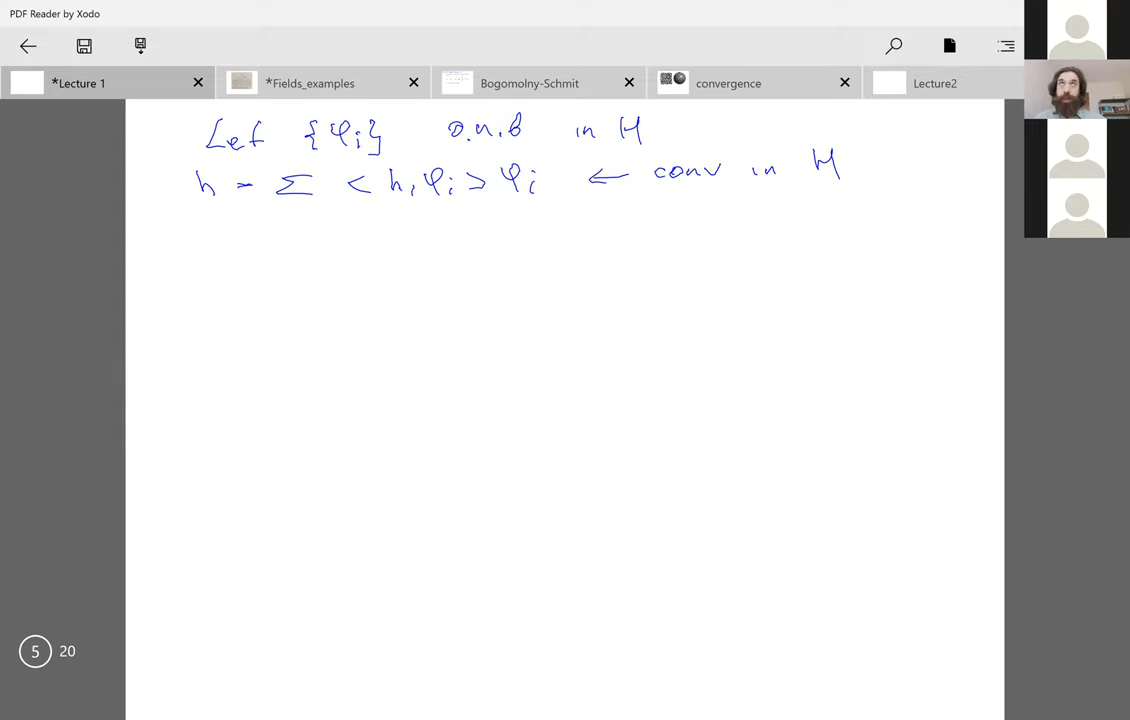 PDF Reader by Xodo
*Lecture 1 *Fields_examples Bogomolny-Schmit convergence Lecture2
Let {φi} o.n.b in H
h = Σ < h, φi > φi ← conv in H
5 20